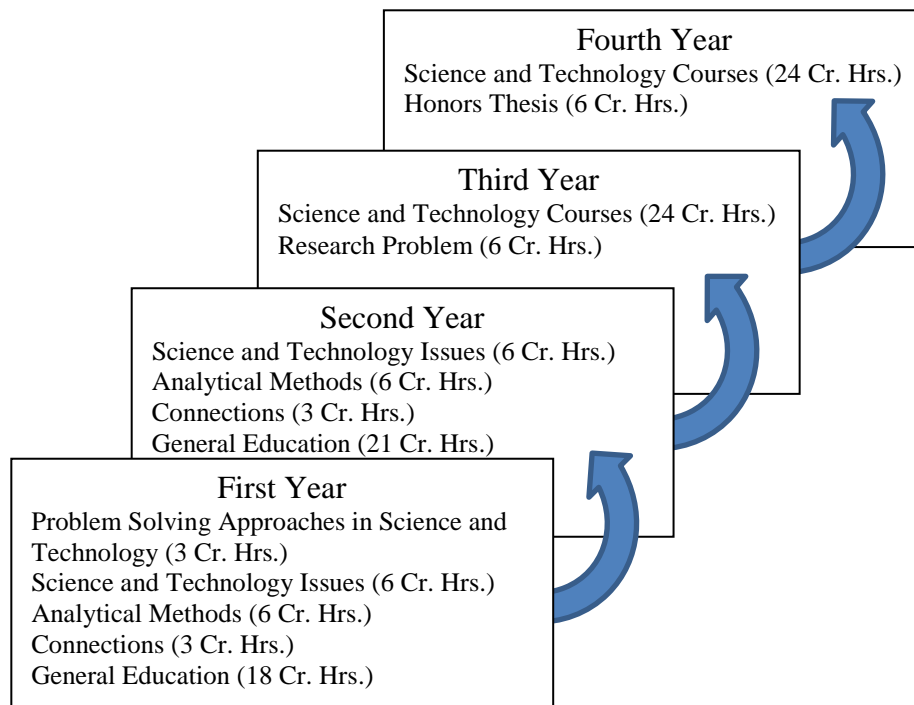 Fourth Year
Science and Technology Courses (24 Cr. Hrs.)
Honors Thesis (6 Cr. Hrs.)
Third Year
Science and Technology Courses (24 Cr. Hrs.)
Research Problem (6 Cr. Hrs.)
Second Year
Science and Technology Issues (6 Cr. Hrs.)
Analytical Methods (6 Cr. Hrs.)
Connections (3 Cr. Hrs.)
General Education (21 Cr. Hrs.)
First Year
Problem Solving Approaches in Science and
Technology (3 Cr. Hrs.)
Science and Technology Issues (6 Cr. Hrs.)
Analytical Methods (6 Cr. Hrs.)
Connections (3 Cr. Hrs.)
General Education (18 Cr. Hrs.)